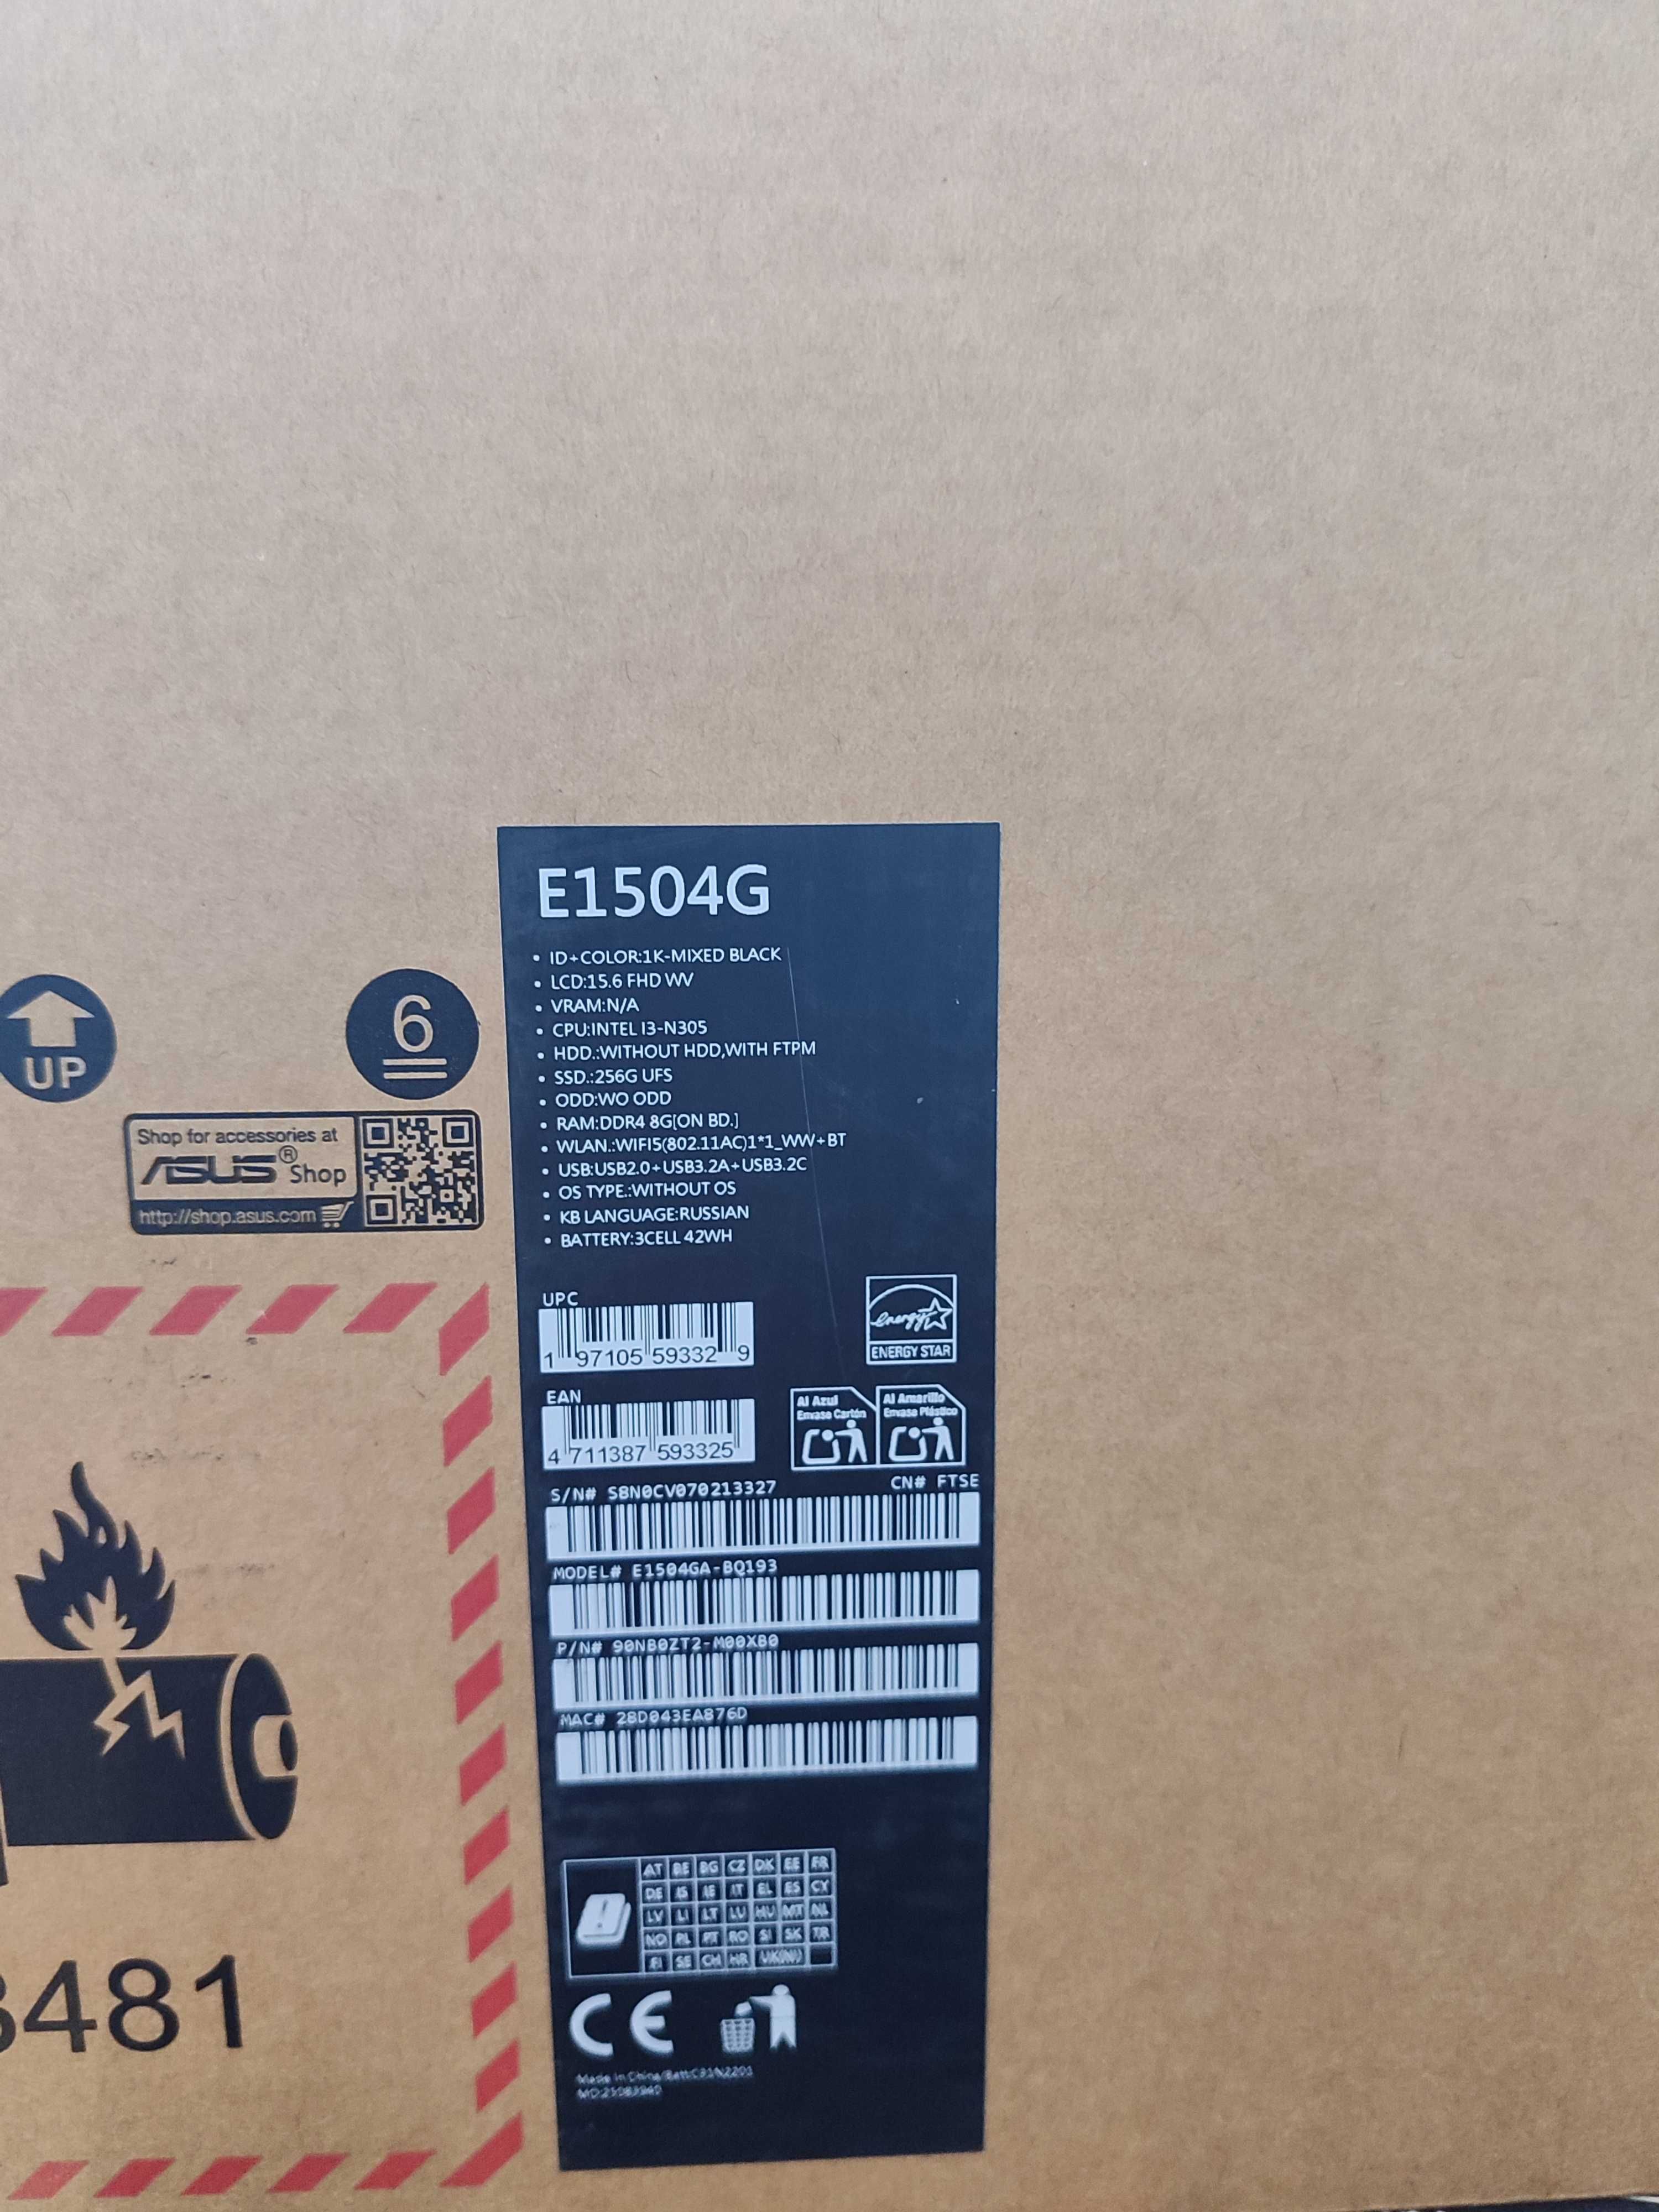 E1504G
• ID+COLOR:1K-MIXED BLACK
• LCD:15.6 FHD WV
• VRAM:N/A
• CPU:INTEL I3-N305
• HDD.:WITHOUT HDD,WITH FTPM
• SSD.:256G UFS
• ODD:WO ODD
• RAM:DDR4 8G[ON BD.]
• WLAN.:WIFI5(802.11AC)1*1_WW+BT
• USB:USB2.0+USB3.2A+USB3.2C
• OS TYPE.:WITHOUT OS
• KB LANGUAGE:RUSSIAN
• BATTERY:3CELL 42WH
UP
6
Shop for accessories at
ASUS® Shop
http://shop.asus.com
UPC
1 97105 59332 9
energy
ENERGY STAR
EAN
4 711387 593325
Al Azul
Envase Cartón
Al Amarillo
Envase Plástico
S/N# S8N0CV070213327 CN# FTSE
MODEL# E1504GA-BQ193
P/N# 90NB0ZT2-M00XB0
MAC# 28D043EA876D
AT BE BG CZ DK EE FR
DE IS IE IT EL ES CY
LV LI LT LU HU MT NL
NO PL PT RO SI SK TR
FI SE CH HR UK(NI)
3481
CE
Made in China/Batt:C31N2201